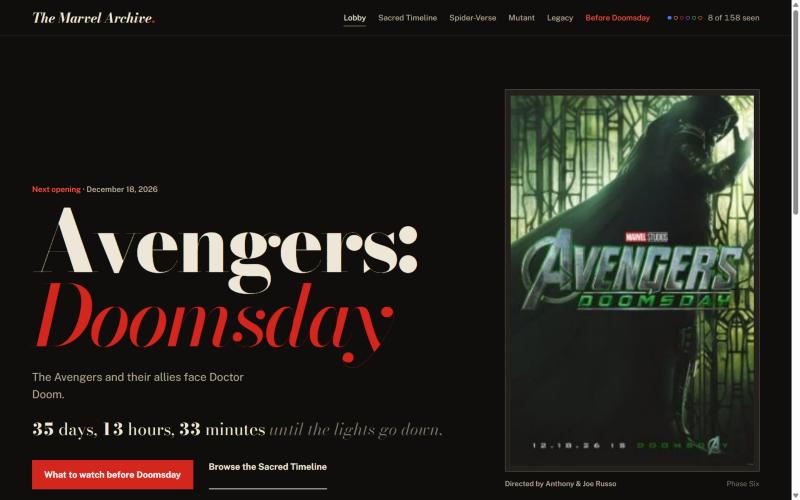 The Marvel Archive.
Lobby
Sacred Timeline
Spider-Verse
Mutant
Legacy
Before Doomsday
8 of 158 seen
Next opening · December 18, 2026
Avengers:
Doomsday
The Avengers and their allies face Doctor
Doom.
35 days, 13 hours, 33 minutes until the lights go down.
What to watch before Doomsday
Browse the Sacred Timeline
MARVEL STUDIOS
AVENGERS
DOOMSDAY
12.18.26 IS DOOMSDAY
Directed by Anthony & Joe Russo
Phase Six